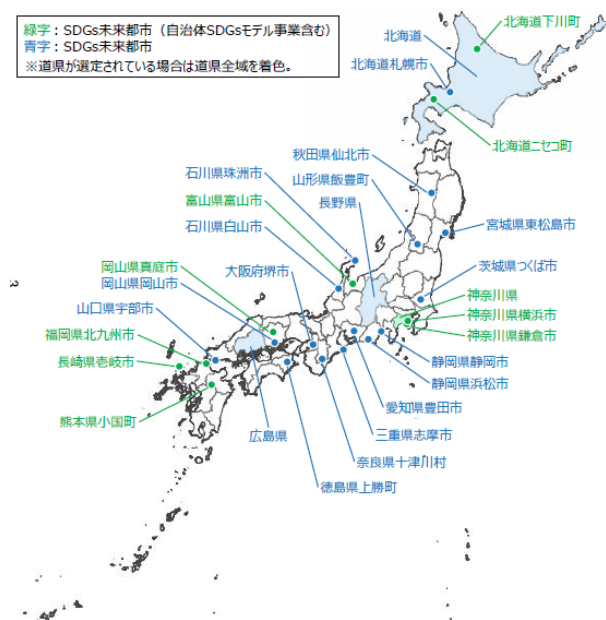 緑字：SDGs未来都市（自治体SDGsモデル事業含む）
青字：SDGs未来都市
※道県が選定されている場合は道県全域を着色。
北海道下川町
北海道
北海道札幌市
北海道ニセコ町
秋田県仙北市
石川県珠洲市
山形県飯豊町
富山県富山市
長野県
石川県白山市
宮城県東松島市
岡山県真庭市
大阪府堺市
茨城県つくば市
岡山県岡山市
神奈川県
山口県宇部市
神奈川県横浜市
福岡県北九州市
神奈川県鎌倉市
長崎県壱岐市
静岡県静岡市
静岡県浜松市
愛知県豊田市
熊本県小国町
広島県
三重県志摩市
奈良県十津川村
徳島県上勝町